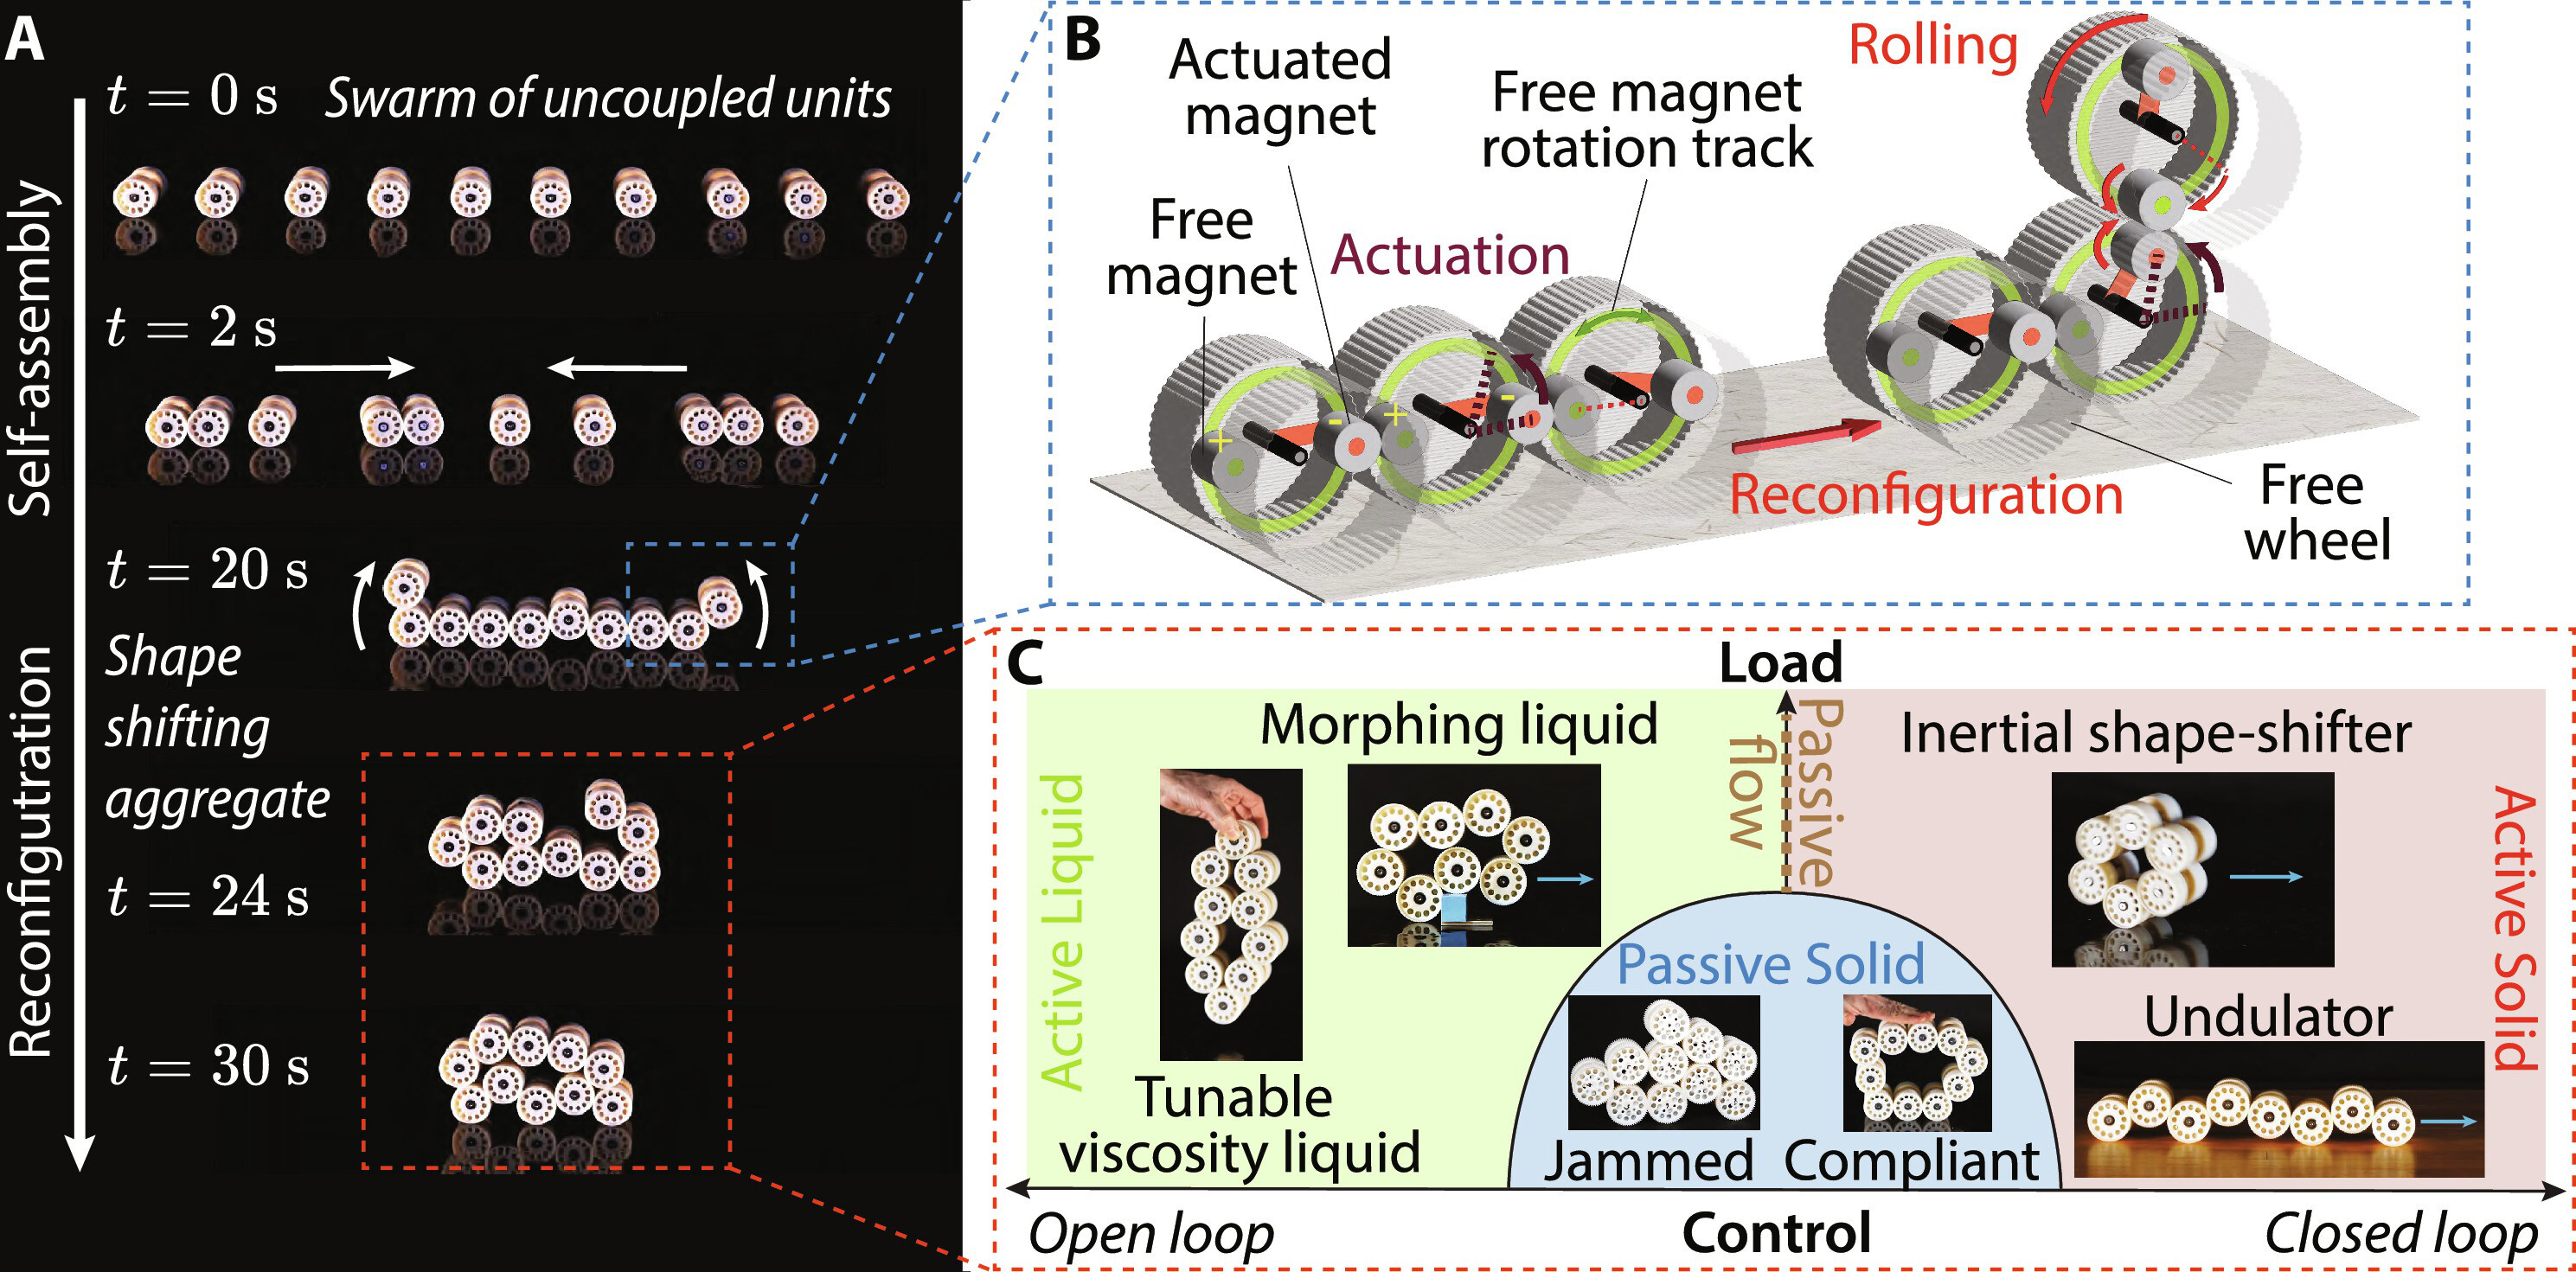 A
Self-assembly
Reconfigutration
t = 0 s
Swarm of uncoupled units
t = 2 s
t = 20 s
Shape
shifting
aggregate
t = 24 s
t = 30 s
B
Actuated
magnet
Free
magnet
Actuation
Free magnet
rotation track
Rolling
+
-
+
-
Reconfiguration
Free
wheel
C
Load
Active Liquid
Morphing liquid
Tunable
viscosity liquid
Passive
flow
Passive Solid
Jammed
Compliant
Inertial shape-shifter
Undulator
Active Solid
Open loop
Control
Closed loop